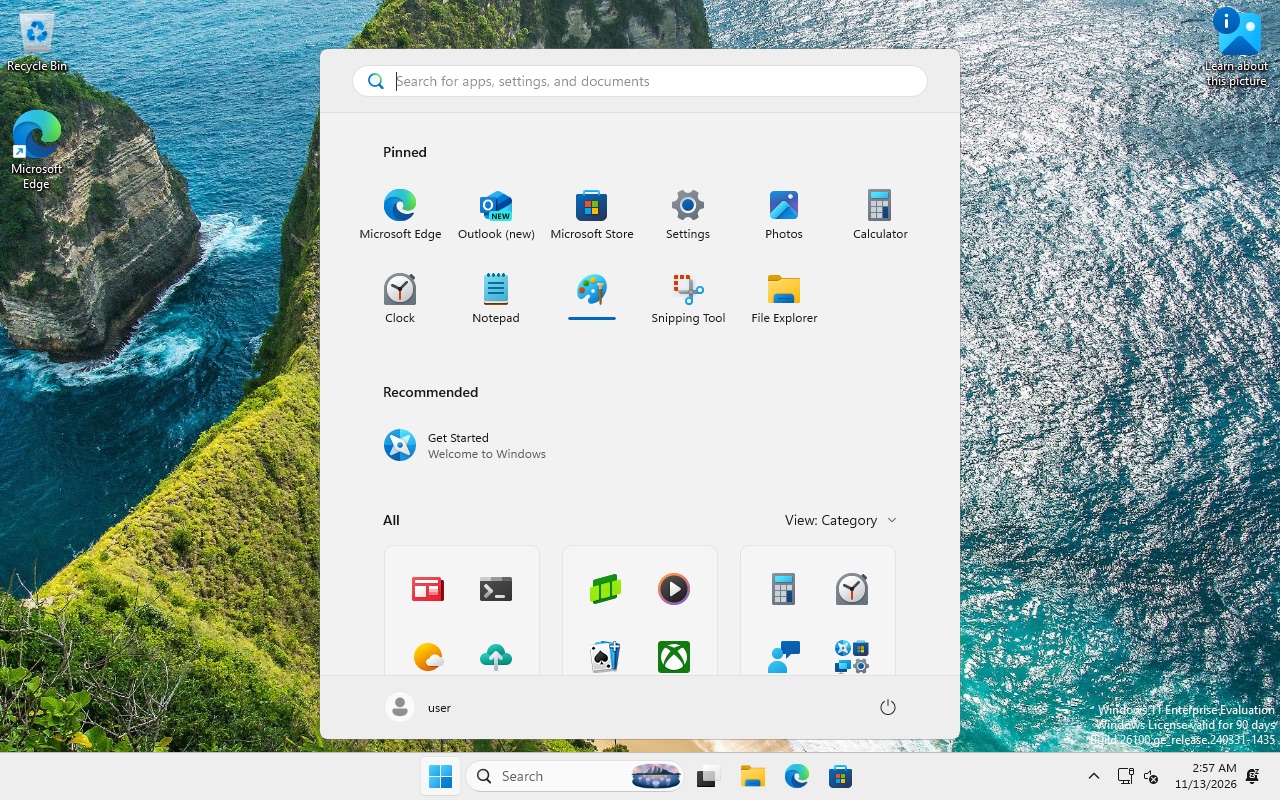 Recycle Bin
Microsoft
Edge
Learn about
this picture
Search for apps, settings, and documents
Pinned
Microsoft Edge
Outlook (new)
Microsoft Store
Settings
Photos
Calculator
NEW
Clock
Notepad
Snipping Tool
File Explorer
Recommended
Get Started
Welcome to Windows
All
View: Category
user
Windows 11 Enterprise Evaluation
Windows License valid for 90 days
Build 26100.ge_release.240331-1435
Search
2:57 AM
11/13/2026